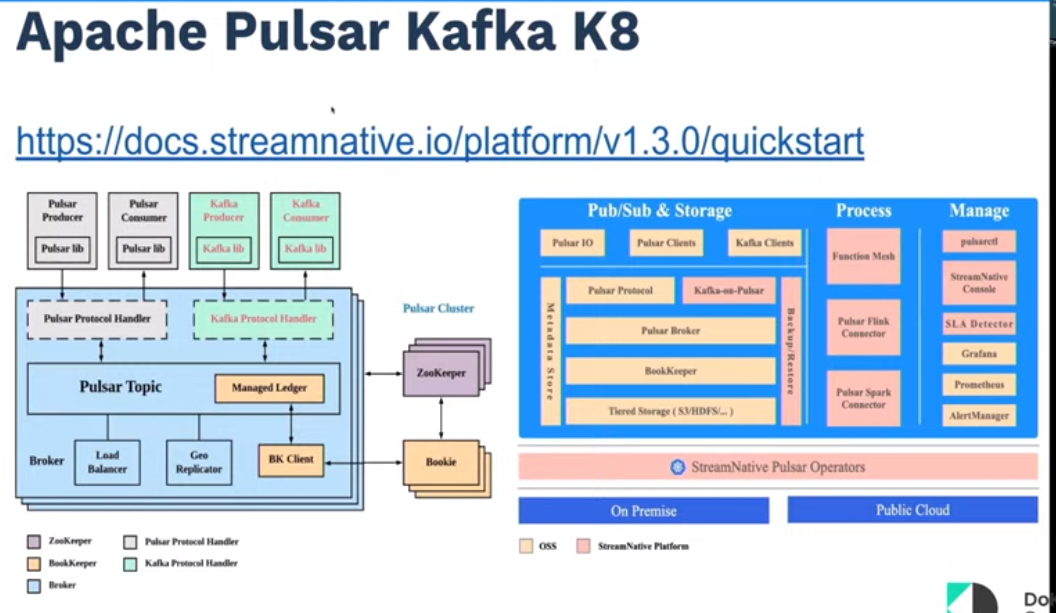 Apache Pulsar Kafka K8
https://docs.streamnative.io/platform/v1.3.0/quickstart
Pulsar
Producer
Pulsar lib
Pulsar
Consumer
Pulsar lib
Kafka
Producer
Kafka lib
Kafka
Consumer
Kafka lib
Pulsar Protocol Handler
Kafka Protocol Handler
Pulsar Topic
Managed Ledger
Broker
Load
Balancer
Geo
Replicator
BK Client
Pulsar Cluster
ZooKeeper
Bookie
ZooKeeper
Pulsar Protocol Handler
BookKeeper
Kafka Protocol Handler
Broker
Pub/Sub & Storage
Pulsar IO
Pulsar Clients
Kafka Clients
Metadata Store
Pulsar Protocol
Kafka-on-Pulsar
Pulsar Broker
BookKeeper
Tiered Storage ( S3/HDFS/... )
Backup/Restore
Process
Function Mesh
Pulsar Flink
Connector
Pulsar Spark
Connector
Manage
pulsarctl
StreamNative
Console
SLA Detector
Grafana
Prometheus
AlertManager
StreamNative Pulsar Operators
On Premise
Public Cloud
OSS
StreamNative Platform